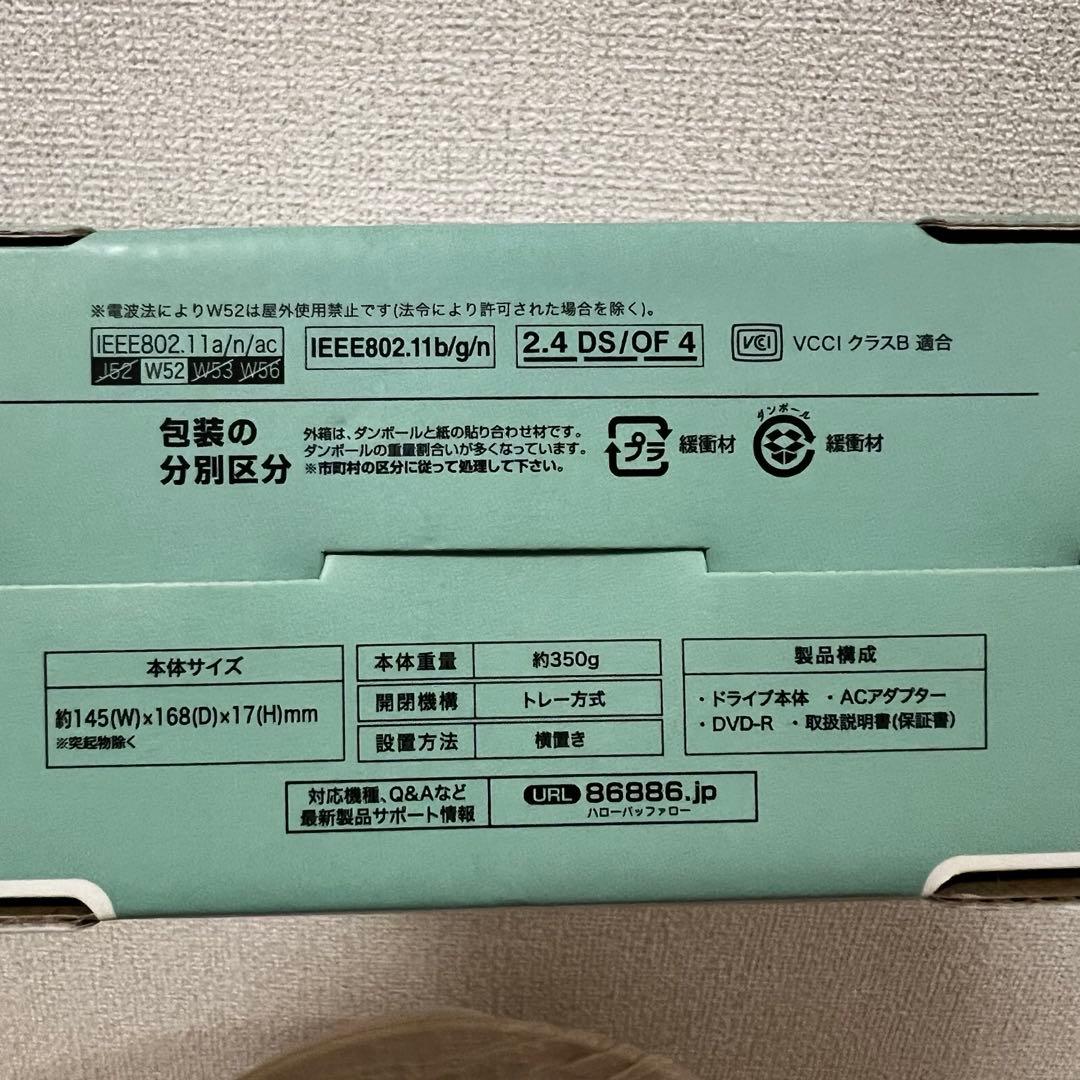 ※電波法によりW52は屋外使用禁止です(法令により許可された場合を除く)。
IEEE802.11a/n/ac
J52 W52 W53 W56
IEEE802.11b/g/n
2.4 DS/OF 4
VCCI VCCI クラスB 適合
包装の
分別区分
外箱は、ダンボールと紙の貼り合わせ材です。
ダンボールの重量割合いが多くなっています。
※市町村の区分に従って処理して下さい。
プラ 緩衝材
ダンボール 緩衝材
本体サイズ
約145(W)×168(D)×17(H)mm
※突起物除く
本体重量 約350g
開閉機構 トレー方式
設置方法 横置き
製品構成
・ドライブ本体 ・ACアダプター
・DVD-R ・取扱説明書(保証書)
対応機種、Q&Aなど
最新製品サポート情報
URL 86886.jp
ハローバッファロー